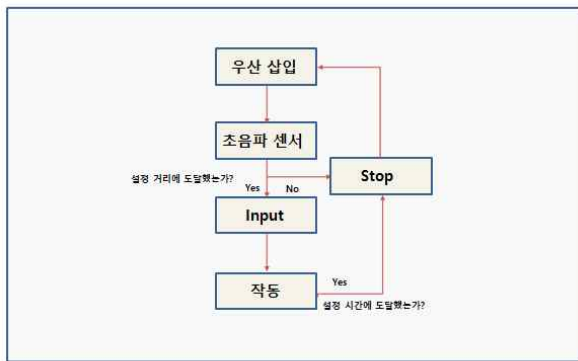 우산 삽입
초음파 센서
설정 거리에 도달했는가?
Stop
Yes
No
Input
작동
Yes
설정 시간에 도달했는가?